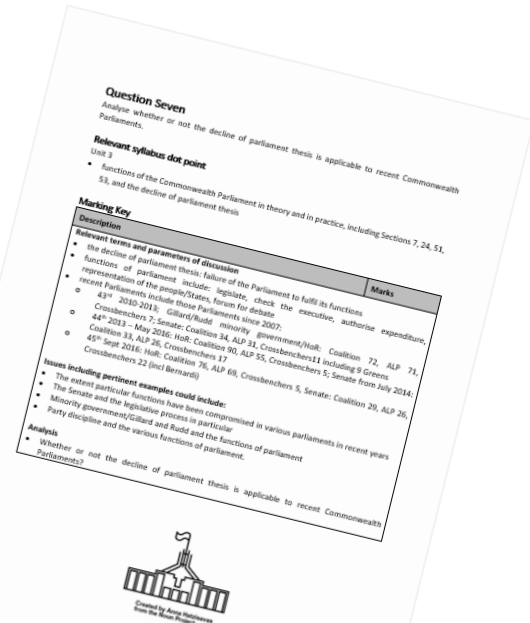 Question Seven
Analyse whether or not the decline of parliament thesis is applicable to recent Commonwealth
Parliaments.
Relevant syllabus dot point
Unit 3
• functions of the Commonwealth Parliament in theory and in practice, including Sections 7, 24, 51,
53, and the decline of parliament thesis
Marking Key
Description Marks
Relevant terms and parameters of discussion
• the decline of parliament thesis: failure of the Parliament to fulfil its functions
• functions of parliament include: legislate, check the executive, authorise expenditure,
representation of the people/States, forum for debate
• recent Parliaments include those Parliaments since 2007:
o 43rd 2010-2013; Gillard/Rudd minority government/HoR: Coalition 72, ALP 71,
Crossbenchers 7; Senate: Coalition 34, ALP 31, Crossbenchers11 including 9 Greens
o 44th 2013 – May 2016: HoR: Coalition 90, ALP 55, Crossbenchers 5; Senate from July 2014:
Coalition 33, ALP 26, Crossbenchers 17
o 45th Sept 2016: HoR: Coalition 76, ALP 69, Crossbenchers 5, Senate: Coalition 29, ALP 26,
Crossbenchers 22 (incl Bernardi)
Issues including pertinent examples could include:
• The extent particular functions have been compromised in various parliaments in recent years
• The Senate and the legislative process in particular
• Minority government/Gillard and Rudd and the functions of parliament
• Party discipline and the various functions of parliament.
Analysis
• Whether or not the decline of parliament thesis is applicable to recent Commonwealth
Parliaments?
Created by Anna Hatzisavas
from the Noun Project